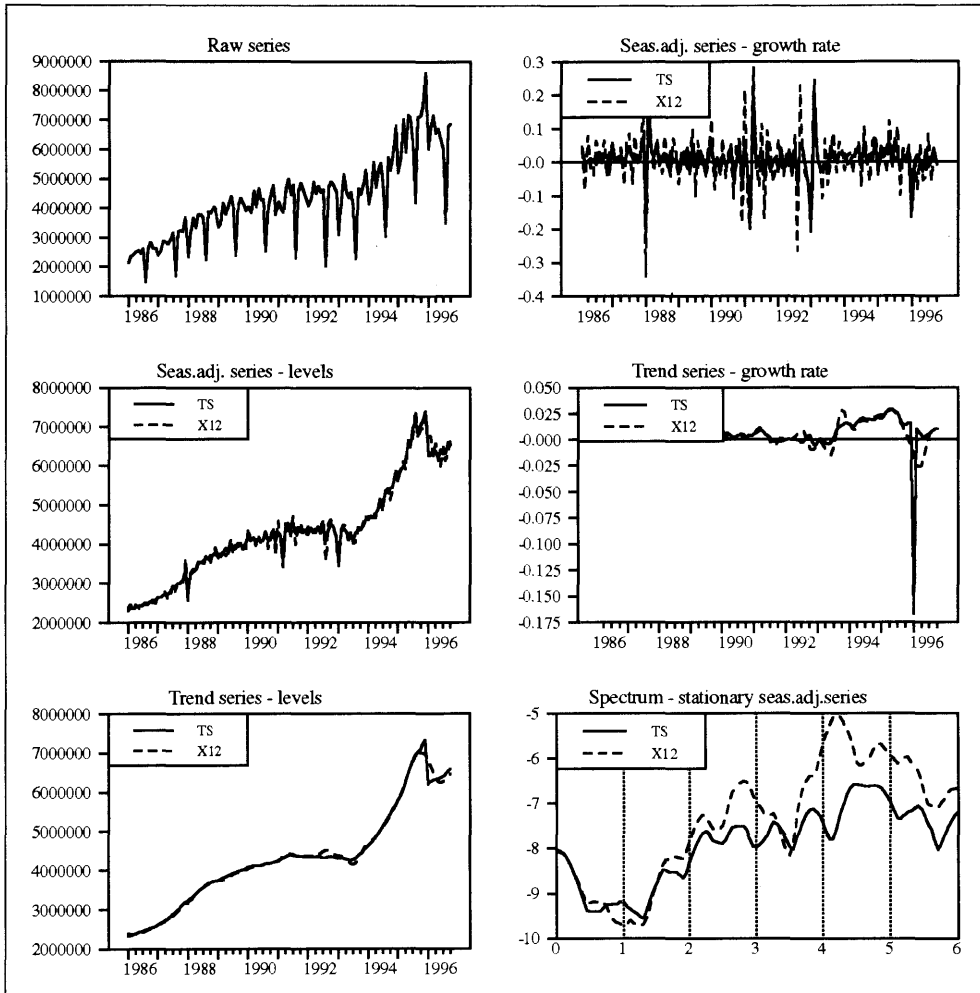 Raw series
9000000
8000000
7000000
6000000
5000000
4000000
3000000
2000000
1000000
1986 1988 1990 1992 1994 1996
Seas.adj. series - growth rate
TS
X12
0.3
0.2
0.1
-0.0
-0.1
-0.2
-0.3
-0.4
1986 1988 1990 1992 1994 1996
Seas.adj. series - levels
TS
X12
8000000
7000000
6000000
5000000
4000000
3000000
2000000
1986 1988 1990 1992 1994 1996
Trend series - growth rate
TS
X12
0.050
0.025
-0.000
-0.025
-0.050
-0.075
-0.100
-0.125
-0.150
-0.175
1986 1988 1990 1992 1994 1996
Trend series - levels
TS
X12
8000000
7000000
6000000
5000000
4000000
3000000
2000000
1986 1988 1990 1992 1994 1996
Spectrum - stationary seas.adj.series
TS
X12
-5
-6
-7
-8
-9
-10
0 1 2 3 4 5 6